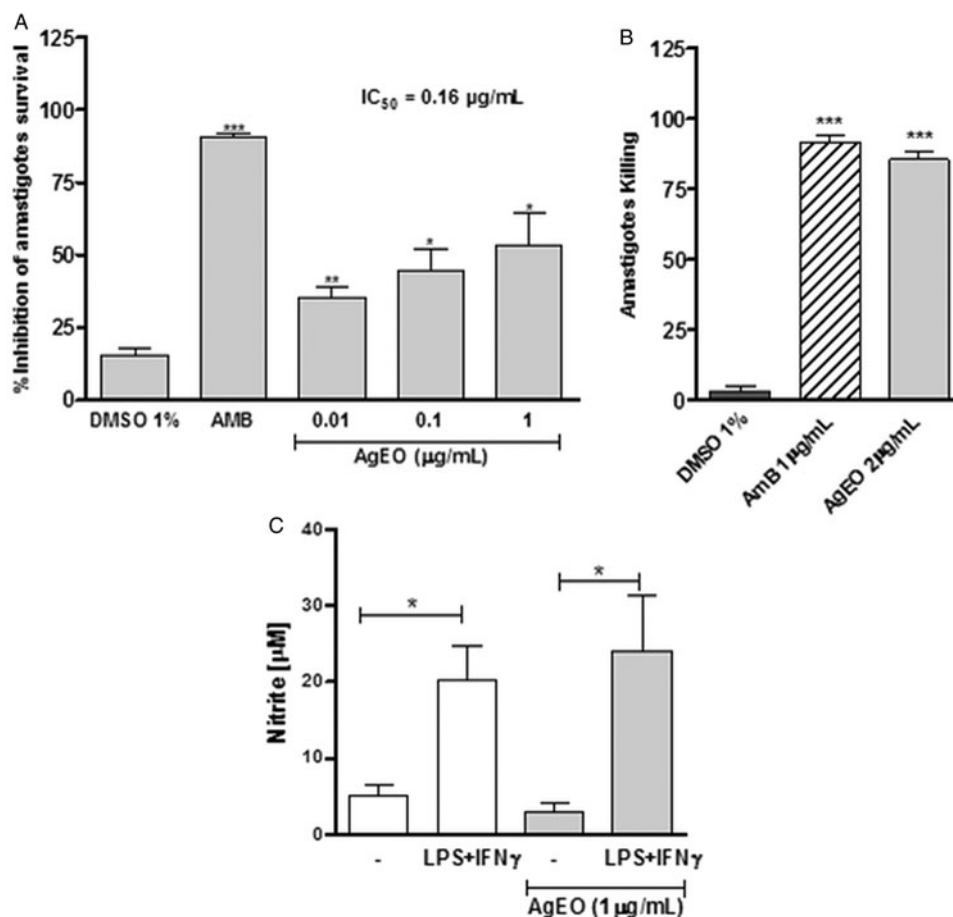 A
% Inhibition of amastigotes survival
125
100
75
50
25
0
IC50 = 0.16 µg/mL
***
**
*
*
DMSO 1%
AMB
0.01
0.1
1
AgEO (µg/mL)
B
Amastigotes Killing
125
100
75
50
25
0
***
***
DMSO 1%
AmB 1µg/mL
AgEO 2µg/mL
C
Nitrite [µM]
40
30
20
10
0
*
*
-
LPS+IFNγ
-
LPS+IFNγ
AgEO (1 µg/mL)